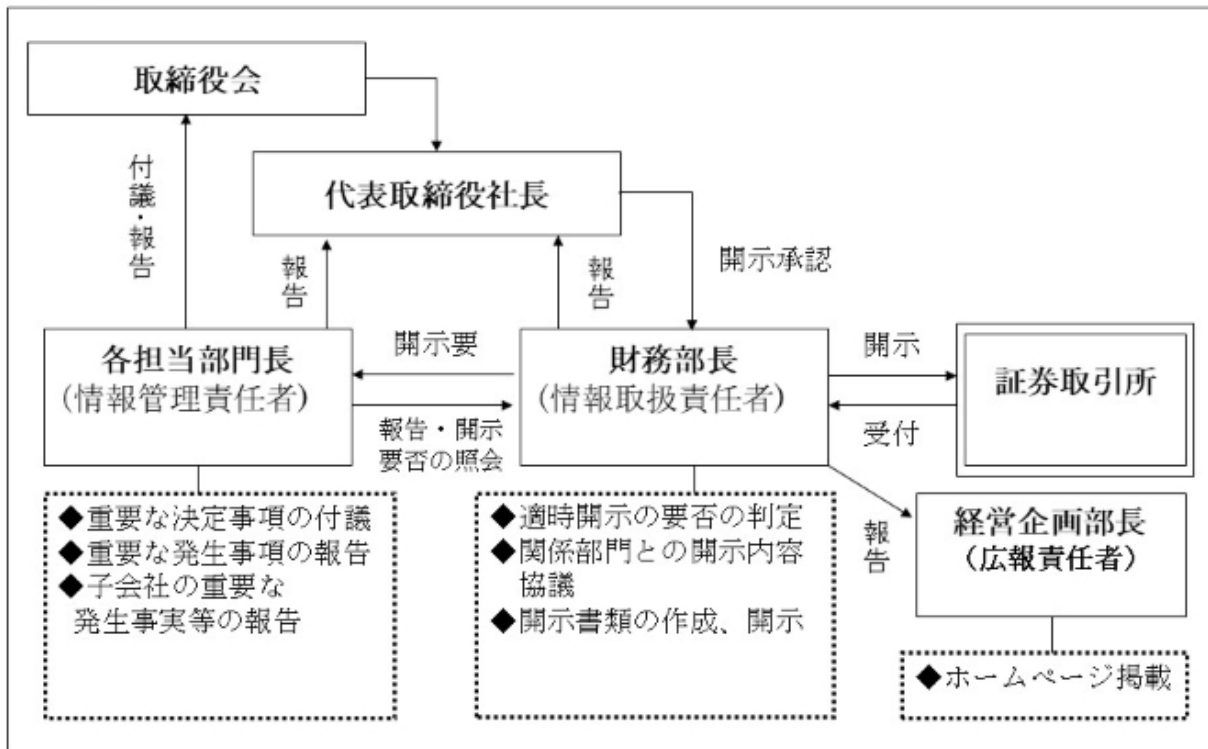 取締役会
代表取締役社長
付議・報告
報告
報告
開示承認
各担当部門長
(情報管理責任者)
開示要
報告・開示
要否の照会
財務部長
(情報取扱責任者)
開示
受付
証券取引所
◆重要な決定事項の付議
◆重要な発生事項の報告
◆子会社の重要な
発生事実等の報告
◆適時開示の要否の判定
◆関係部門との開示内容
協議
◆開示書類の作成、開示
報告
経営企画部長
(広報責任者)
◆ホームページ掲載